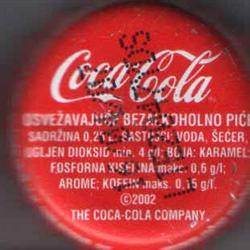 Coca-Cola
OSVEŽAVAJUĆE BEZALKOHOLNO PIĆE
SADRŽINA 0,25 L. SASTOJCI: VODA, ŠEĆER,
UGLJEN DIOKSID min. 4 g/l; BOJA: KARAMEL;
FOSFORNA KISELINA maks. 0,6 g/l;
AROME; KOFEIN maks. 0,15 g/l.
©2002
THE COCA-COLA COMPANY.